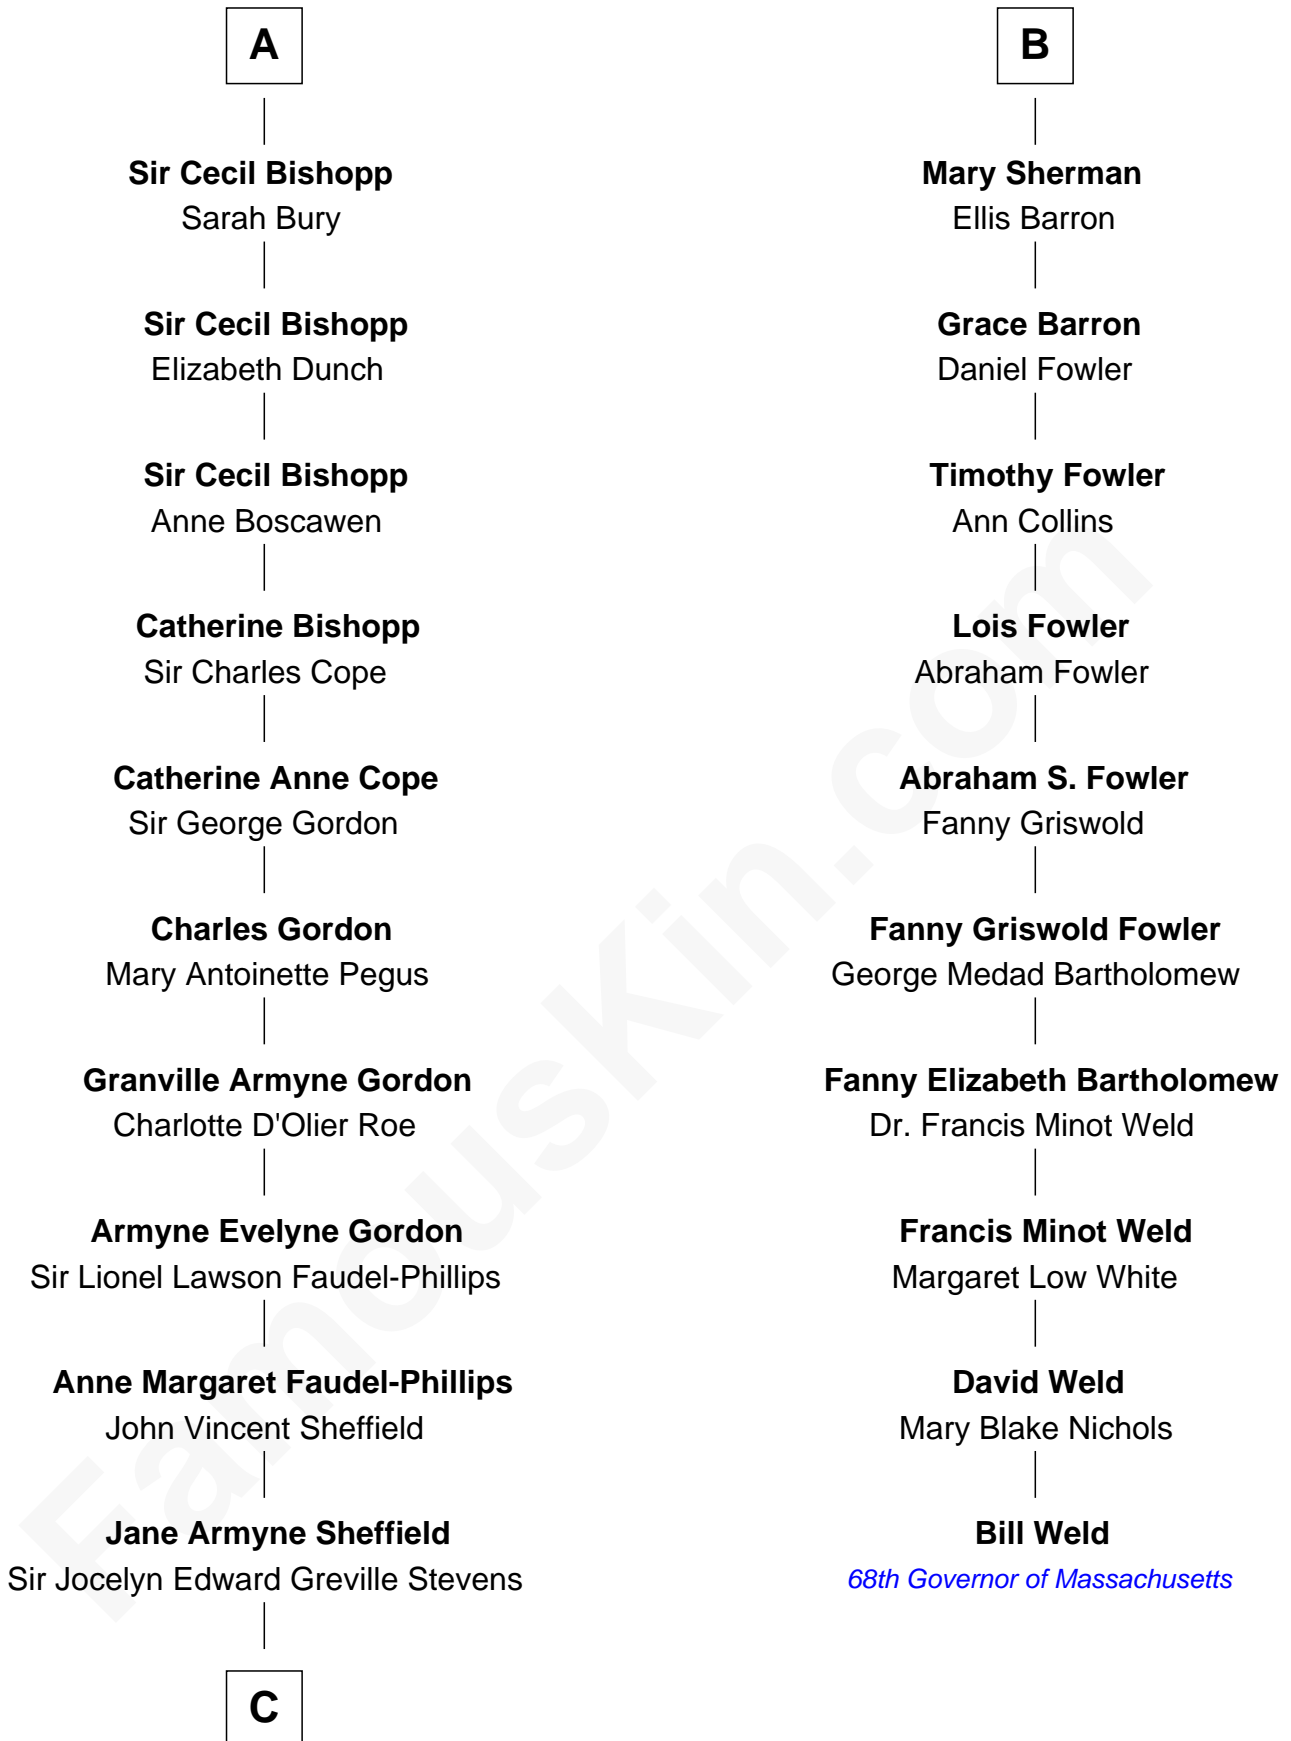 A
Sir Cecil Bishopp
Sarah Bury
Sir Cecil Bishopp
Elizabeth Dunch
Sir Cecil Bishopp
Anne Boscawen
Catherine Bishopp
Sir Charles Cope
Catherine Anne Cope
Sir George Gordon
Charles Gordon
Mary Antoinette Pegus
Granville Armyne Gordon
Charlotte D'Olier Roe
Armyne Evelyne Gordon
Sir Lionel Lawson Faudel-Phillips
Anne Margaret Faudel-Phillips
John Vincent Sheffield
Jane Armyne Sheffield
Sir Jocelyn Edward Greville Stevens
C
B
Mary Sherman
Ellis Barron
Grace Barron
Daniel Fowler
Timothy Fowler
Ann Collins
Lois Fowler
Abraham Fowler
Abraham S. Fowler
Fanny Griswold
Fanny Griswold Fowler
George Medad Bartholomew
Fanny Elizabeth Bartholomew
Dr. Francis Minot Weld
Francis Minot Weld
Margaret Low White
David Weld
Mary Blake Nichols
Bill Weld
68th Governor of Massachusetts
FamousKin.com